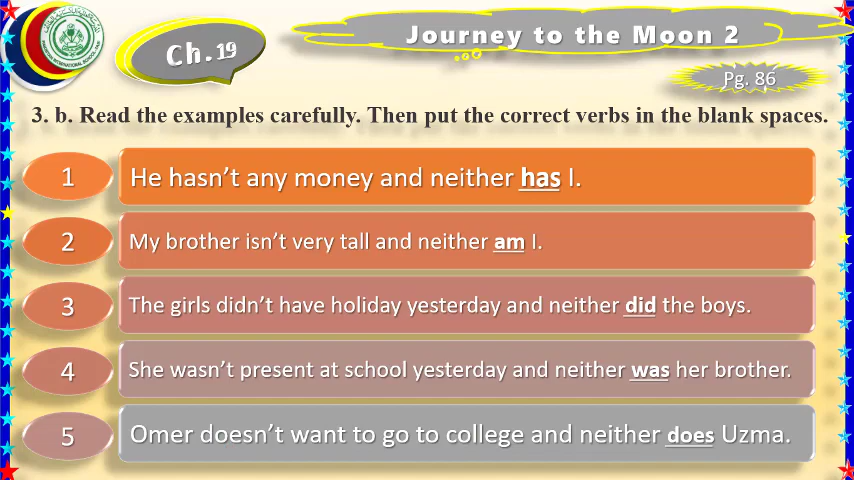 Ch.19
Journey to the Moon 2
Pg. 86
3. b. Read the examples carefully. Then put the correct verbs in the blank spaces.
1 He hasn't any money and neither has I.
2 My brother isn't very tall and neither am I.
3 The girls didn't have holiday yesterday and neither did the boys.
4 She wasn't present at school yesterday and neither was her brother.
5 Omer doesn't want to go to college and neither does Uzma.